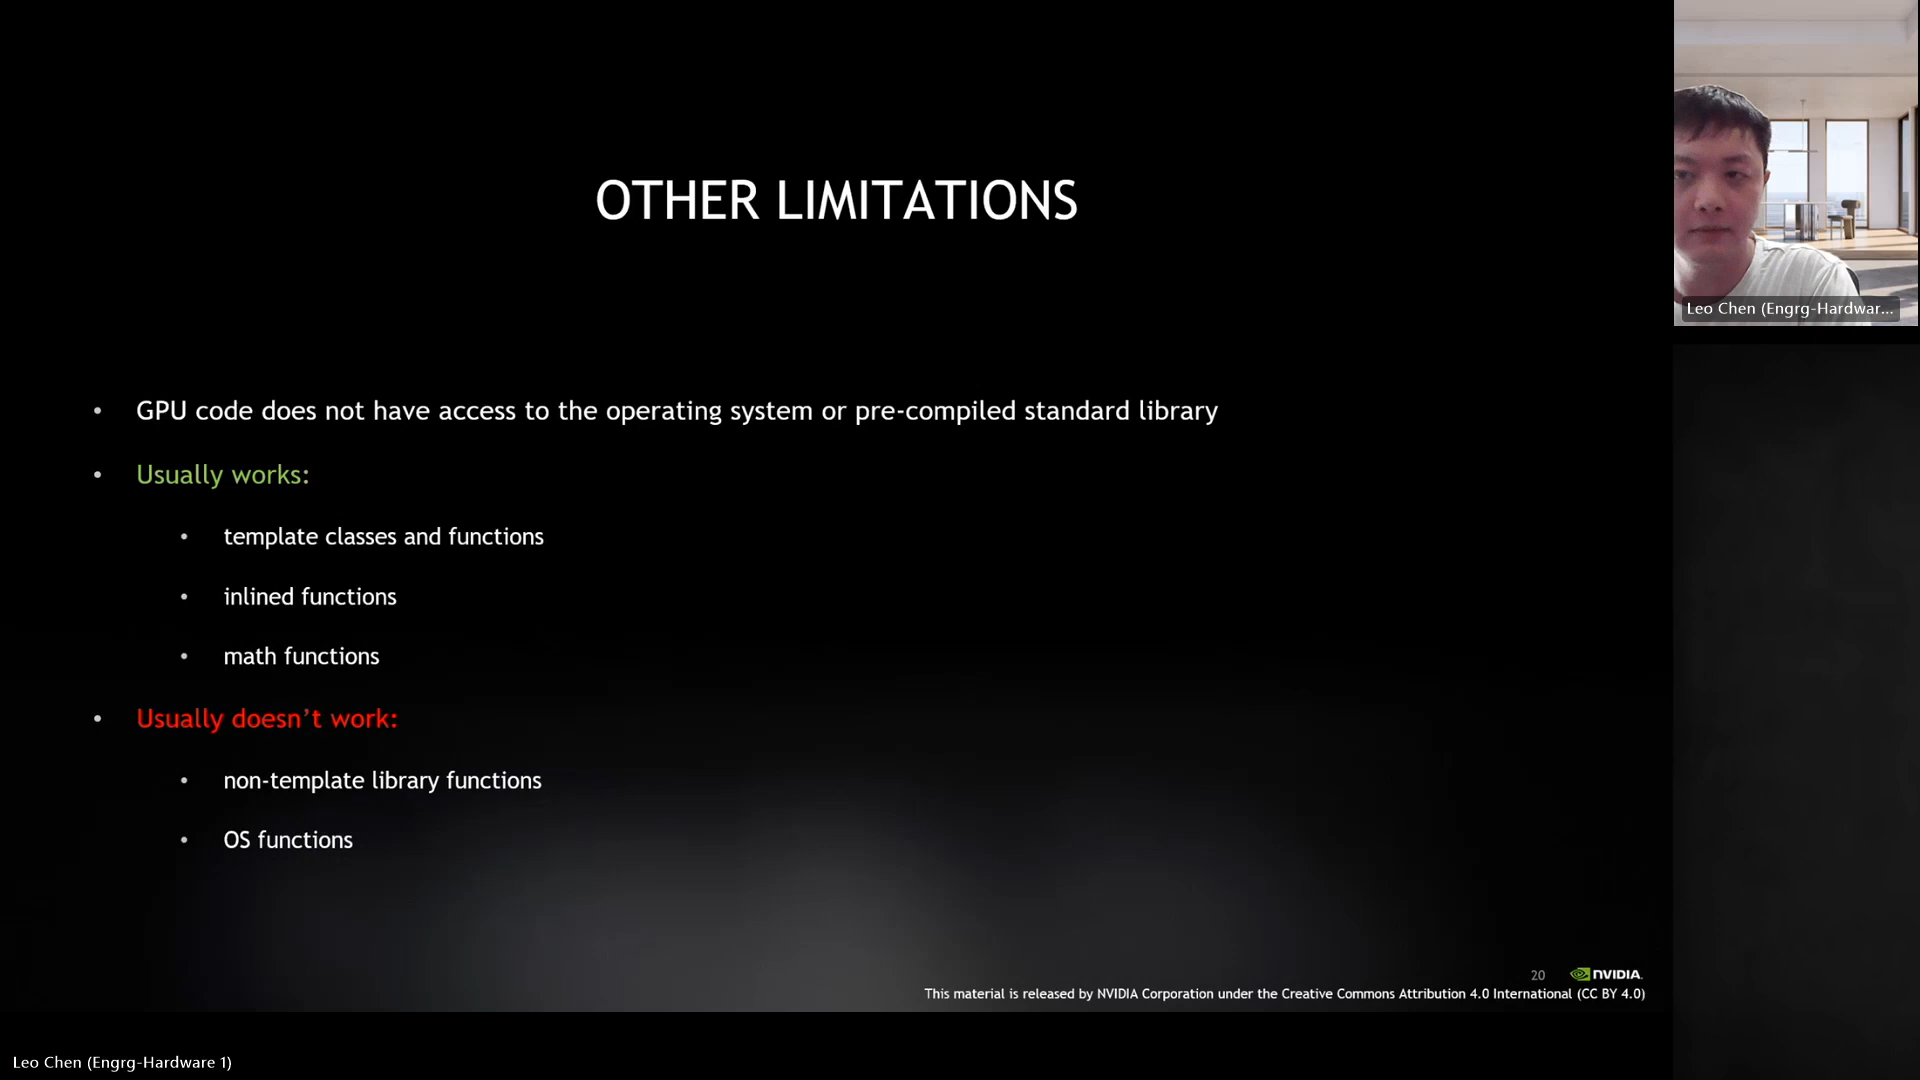 OTHER LIMITATIONS
• GPU code does not have access to the operating system or pre-compiled standard library
• Usually works:
• template classes and functions
• inlined functions
• math functions
• Usually doesn’t work:
• non-template library functions
• OS functions
20
NVIDIA.
This material is released by NVIDIA Corporation under the Creative Commons Attribution 4.0 International (CC BY 4.0)
Leo Chen (Engrg-Hardwar...
Leo Chen (Engrg-Hardware 1)